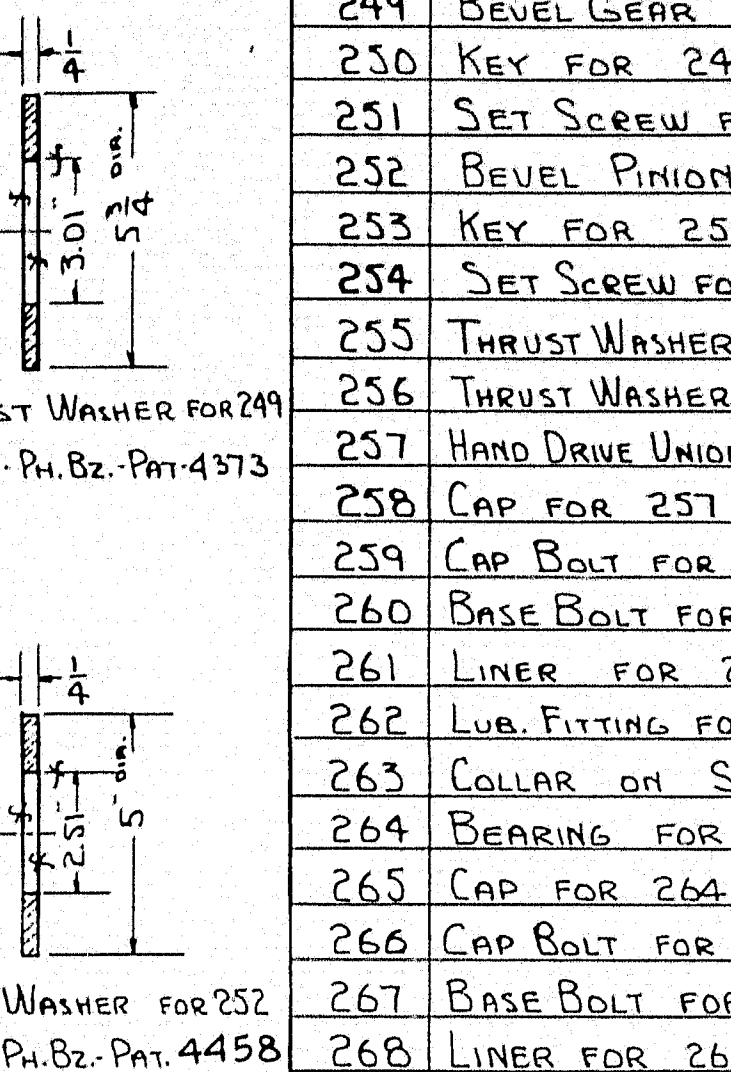 1/4
3.01"
5 3/4 DIA.
WASHER FOR 249
PH. BZ.-PAT-4373
1/4
2.51"
5" DIA.
WASHER FOR 252
PH. BZ.-PAT. 4458
249 BEVEL GEAR
250 KEY FOR 24
251 SET SCREW F
252 BEVEL PINION
253 KEY FOR 25
254 SET SCREW FO
255 THRUST WASHER
256 THRUST WASHER
257 HAND DRIVE UNIO
258 CAP FOR 257
259 CAP BOLT FOR
260 BASE BOLT FOR
261 LINER FOR 2
262 LUB. FITTING FO
263 COLLAR ON S
264 BEARING FOR
265 CAP FOR 264
266 CAP BOLT FOR
267 BASE BOLT FOR
268 LINER FOR 26